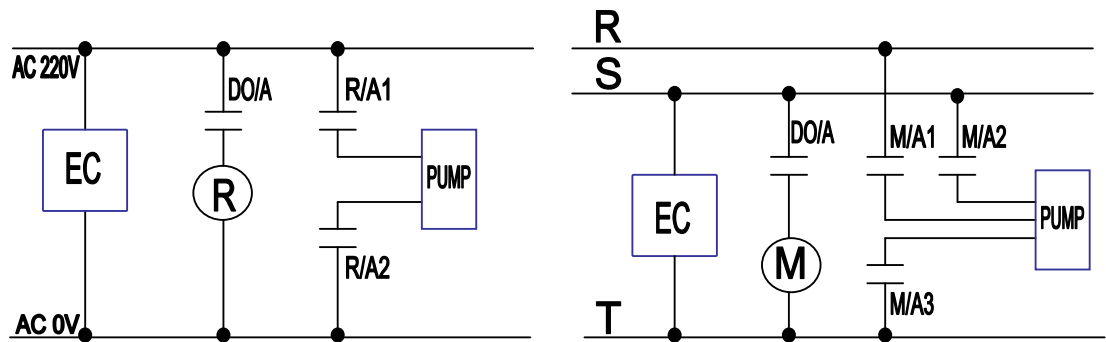 AC 220V
DO/A
R/A1
EC
R
PUMP
R/A2
AC 0V
R
S
DO/A
M/A1
M/A2
EC
M
PUMP
M/A3
T